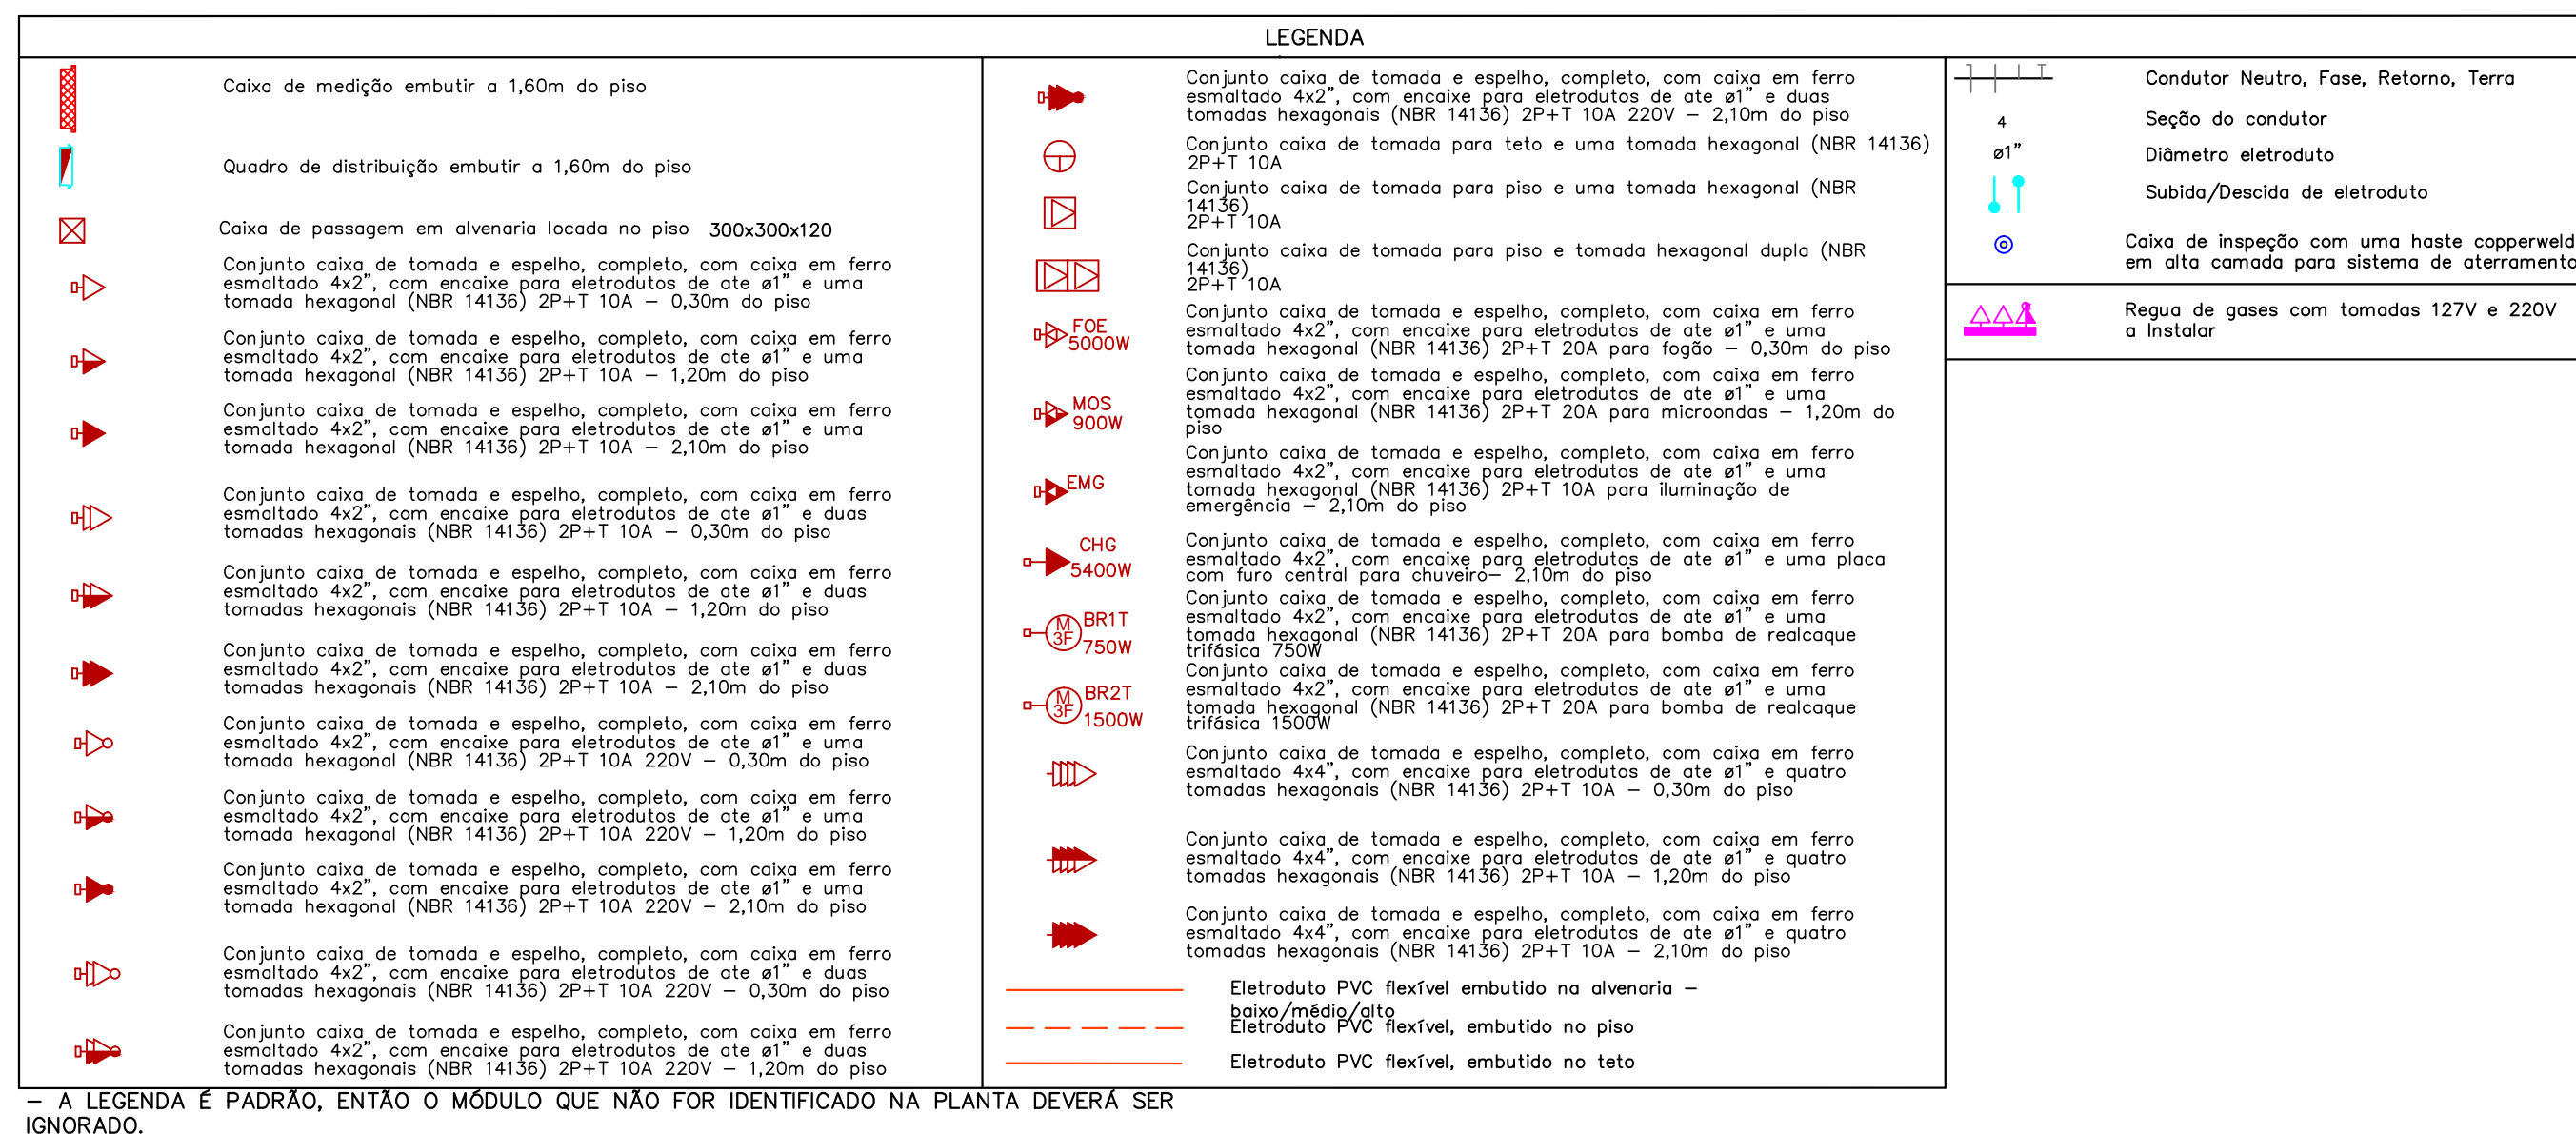 LEGENDA
Caixa de medição embutir a 1,60m do piso
Quadro de distribuição embutir a 1,60m do piso
Caixa de passagem em alvenaria locada no piso 300x300x120
Conjunto caixa de tomada e espelho, completo, com caixa em ferro
esmaltado 4x2", com encaixe para eletrodutos de ate ø1" e uma
tomada hexagonal (NBR 14136) 2P+T 10A – 0,30m do piso
Conjunto caixa de tomada e espelho, completo, com caixa em ferro
esmaltado 4x2", com encaixe para eletrodutos de ate ø1" e uma
tomada hexagonal (NBR 14136) 2P+T 10A – 1,20m do piso
Conjunto caixa de tomada e espelho, completo, com caixa em ferro
esmaltado 4x2", com encaixe para eletrodutos de ate ø1" e uma
tomada hexagonal (NBR 14136) 2P+T 10A – 2,10m do piso
Conjunto caixa de tomada e espelho, completo, com caixa em ferro
esmaltado 4x2", com encaixe para eletrodutos de ate ø1" e duas
tomadas hexagonais (NBR 14136) 2P+T 10A – 0,30m do piso
Conjunto caixa de tomada e espelho, completo, com caixa em ferro
esmaltado 4x2", com encaixe para eletrodutos de ate ø1" e duas
tomadas hexagonais (NBR 14136) 2P+T 10A – 1,20m do piso
Conjunto caixa de tomada e espelho, completo, com caixa em ferro
esmaltado 4x2", com encaixe para eletrodutos de ate ø1" e duas
tomadas hexagonais (NBR 14136) 2P+T 10A – 2,10m do piso
Conjunto caixa de tomada e espelho, completo, com caixa em ferro
esmaltado 4x2", com encaixe para eletrodutos de ate ø1" e uma
tomada hexagonal (NBR 14136) 2P+T 10A 220V – 0,30m do piso
Conjunto caixa de tomada e espelho, completo, com caixa em ferro
esmaltado 4x2", com encaixe para eletrodutos de ate ø1" e uma
tomada hexagonal (NBR 14136) 2P+T 10A 220V – 1,20m do piso
Conjunto caixa de tomada e espelho, completo, com caixa em ferro
esmaltado 4x2", com encaixe para eletrodutos de ate ø1" e uma
tomada hexagonal (NBR 14136) 2P+T 10A 220V – 2,10m do piso
Conjunto caixa de tomada e espelho, completo, com caixa em ferro
esmaltado 4x2", com encaixe para eletrodutos de ate ø1" e duas
tomadas hexagonais (NBR 14136) 2P+T 10A 220V – 0,30m do piso
Conjunto caixa de tomada e espelho, completo, com caixa em ferro
esmaltado 4x2", com encaixe para eletrodutos de ate ø1" e duas
tomadas hexagonais (NBR 14136) 2P+T 10A 220V – 1,20m do piso
Conjunto caixa de tomada e espelho, completo, com caixa em ferro
esmaltado 4x2", com encaixe para eletrodutos de ate ø1" e duas
tomadas hexagonais (NBR 14136) 2P+T 10A 220V – 2,10m do piso
Conjunto caixa de tomada para teto e uma tomada hexagonal (NBR 14136)
2P+T 10A
Conjunto caixa de tomada para piso e uma tomada hexagonal (NBR
14136)
2P+T 10A
Conjunto caixa de tomada para piso e tomada hexagonal dupla (NBR
14136)
2P+T 10A
FOE
5000W
Conjunto caixa de tomada e espelho, completo, com caixa em ferro
esmaltado 4x2", com encaixe para eletrodutos de ate ø1" e uma
tomada hexagonal (NBR 14136) 2P+T 20A para fogão – 0,30m do piso
MOS
900W
Conjunto caixa de tomada e espelho, completo, com caixa em ferro
esmaltado 4x2", com encaixe para eletrodutos de ate ø1" e uma
tomada hexagonal (NBR 14136) 2P+T 20A para microondas – 1,20m do
piso
EMG
Conjunto caixa de tomada e espelho, completo, com caixa em ferro
esmaltado 4x2", com encaixe para eletrodutos de ate ø1" e uma
tomada hexagonal (NBR 14136) 2P+T 10A para iluminação de
emergência – 2,10m do piso
CHG
5400W
Conjunto caixa de tomada e espelho, completo, com caixa em ferro
esmaltado 4x2", com encaixe para eletrodutos de ate ø1" e uma placa
com furo central para chuveiro– 2,10m do piso
M
3F
BR1T
750W
Conjunto caixa de tomada e espelho, completo, com caixa em ferro
esmaltado 4x2", com encaixe para eletrodutos de ate ø1" e uma
tomada hexagonal (NBR 14136) 2P+T 20A para bomba de realcaque
trifásica 750W
M
3F
BR2T
1500W
Conjunto caixa de tomada e espelho, completo, com caixa em ferro
esmaltado 4x2", com encaixe para eletrodutos de ate ø1" e uma
tomada hexagonal (NBR 14136) 2P+T 20A para bomba de realcaque
trifásica 1500W
Conjunto caixa de tomada e espelho, completo, com caixa em ferro
esmaltado 4x4", com encaixe para eletrodutos de ate ø1" e quatro
tomadas hexagonais (NBR 14136) 2P+T 10A – 0,30m do piso
Conjunto caixa de tomada e espelho, completo, com caixa em ferro
esmaltado 4x4", com encaixe para eletrodutos de ate ø1" e quatro
tomadas hexagonais (NBR 14136) 2P+T 10A – 1,20m do piso
Conjunto caixa de tomada e espelho, completo, com caixa em ferro
esmaltado 4x4", com encaixe para eletrodutos de ate ø1" e quatro
tomadas hexagonais (NBR 14136) 2P+T 10A – 2,10m do piso
Eletroduto PVC flexível embutido na alvenaria –
baixo/médio/alto
Eletroduto PVC flexível, embutido no piso
Eletroduto PVC flexível, embutido no teto
Condutor Neutro, Fase, Retorno, Terra
4
Seção do condutor
ø1"
Diâmetro eletroduto
Subida/Descida de eletroduto
Caixa de inspeção com uma haste copperweld
em alta camada para sistema de aterramento
Regua de gases com tomadas 127V e 220V
a Instalar
– A LEGENDA É PADRÃO, ENTÃO O MÓDULO QUE NÃO FOR IDENTIFICADO NA PLANTA DEVERÁ SER
IGNORADO.